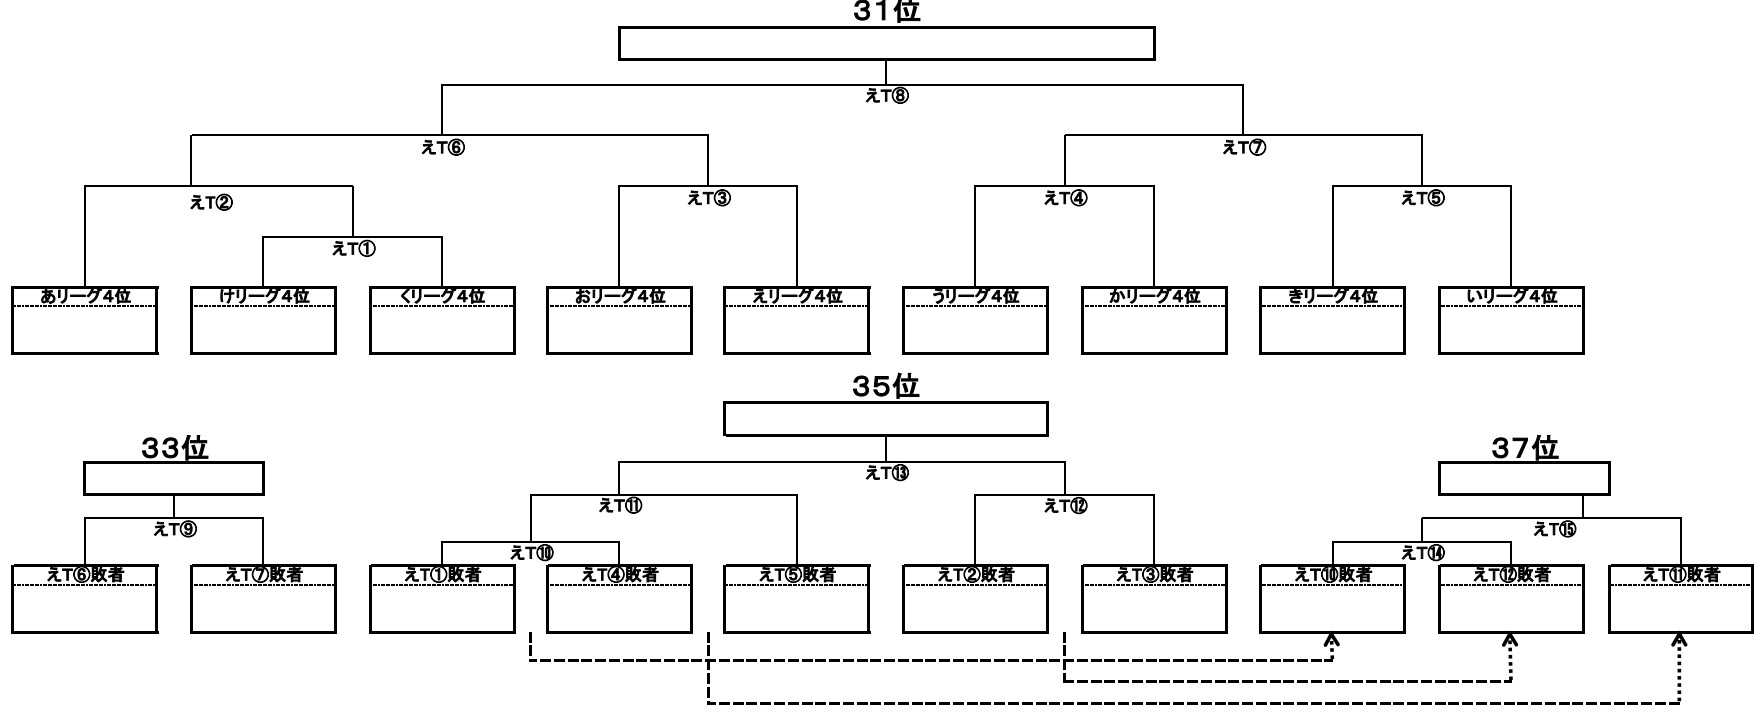 31位
えT⑧
えT⑥
えT⑦
えT②
えT③
えT④
えT⑤
えT①
あリーグ4位
けリーグ4位
くリーグ4位
おリーグ4位
えリーグ4位
うリーグ4位
かリーグ4位
きリーグ4位
いリーグ4位
35位
33位
37位
えT⑬
えT⑪
えT⑫
えT⑨
えT⑮
えT⑩
えT⑭
えT⑥敗者
えT⑦敗者
えT①敗者
えT④敗者
えT⑤敗者
えT②敗者
えT③敗者
えT⑩敗者
えT⑫敗者
えT⑪敗者